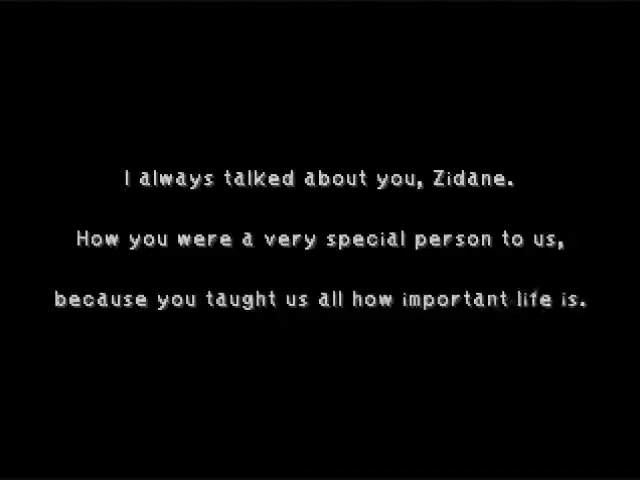 I always talked about you, Zidane.
How you were a very special person to us,
because you taught us all how important life is.